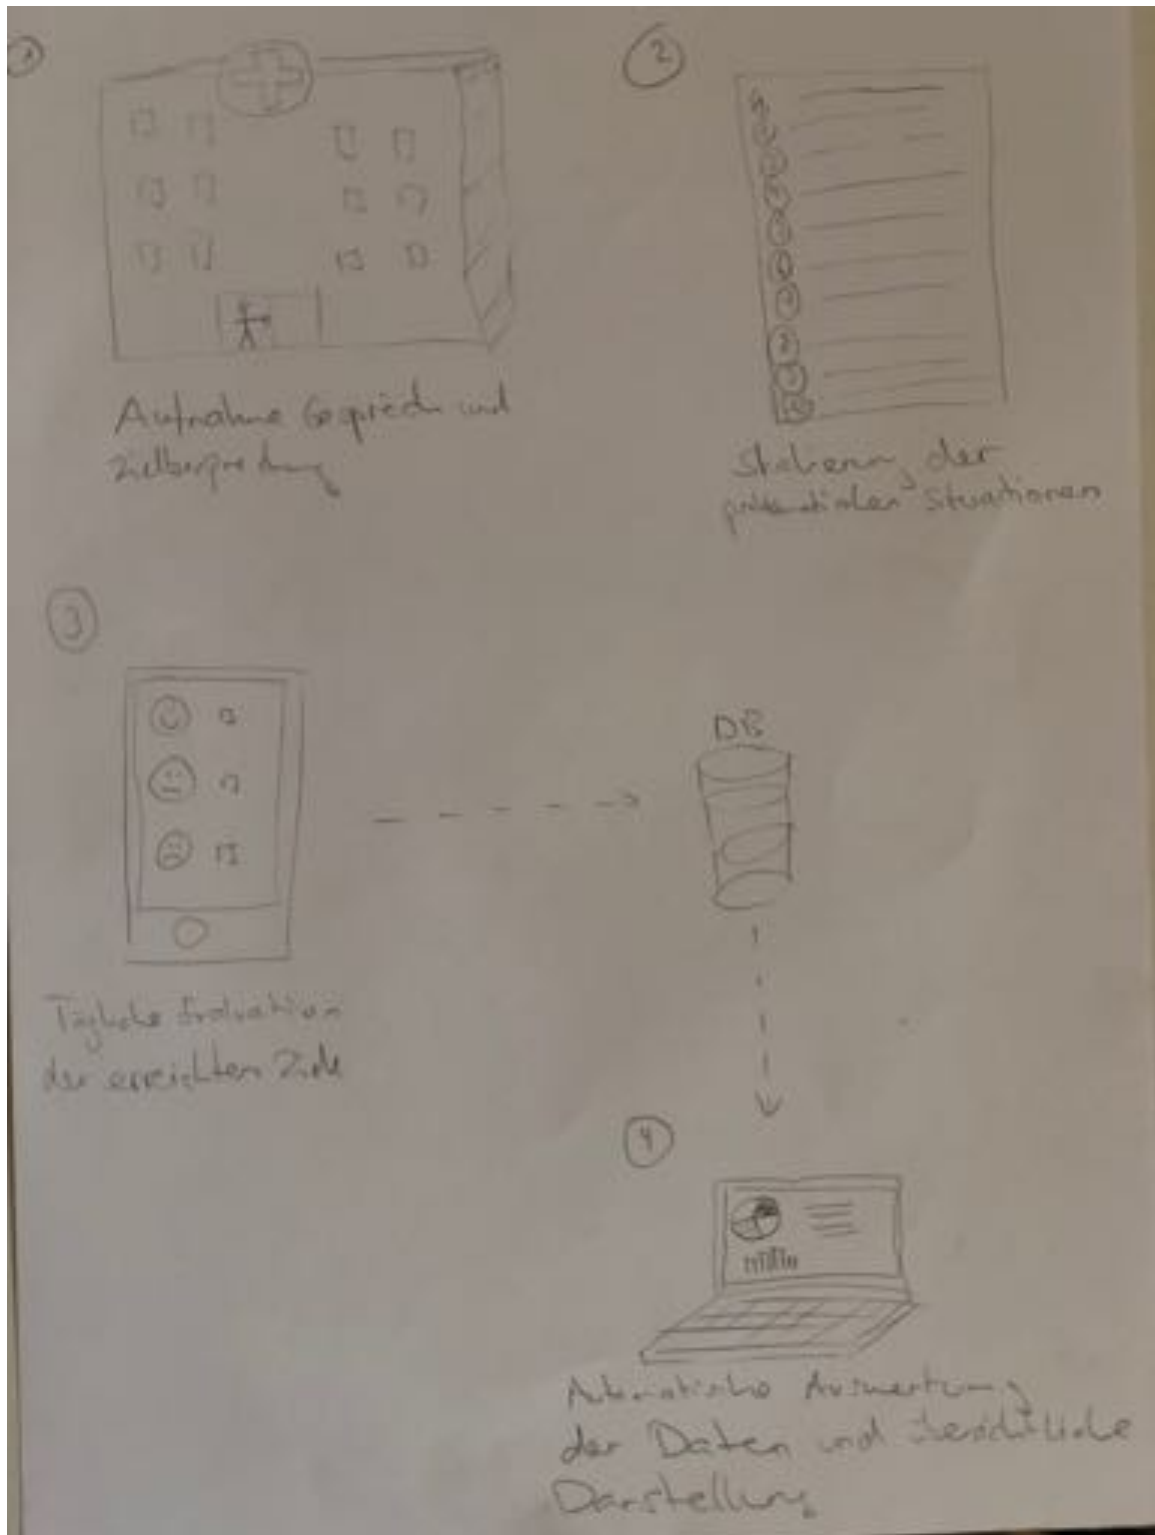 1
Aufnahme Gespräch und
Zielbesprechung
2
der
Situationen
3
Tägliche Evaluation
der erreichten Ziele
DB
4
Automatische Auswertung
der Daten und übersichtliche
Darstellung